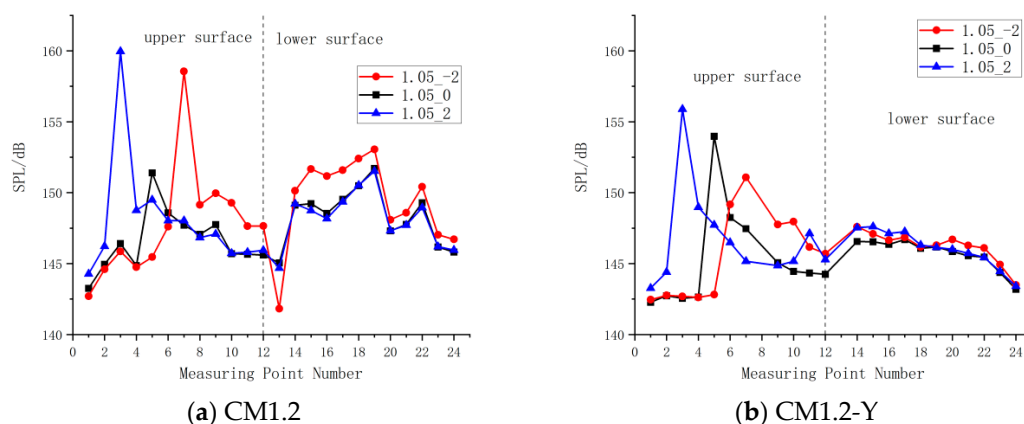 upper surface
lower surface
1.05_-2
1.05_0
1.05_2
SPL/dB
160
155
150
145
140
0 2 4 6 8 10 12 14 16 18 20 22 24
Measuring Point Number
(a) CM1.2
1.05_-2
1.05_0
1.05_2
upper surface
lower surface
SPL/dB
160
155
150
145
140
0 2 4 6 8 10 12 14 16 18 20 22 24
Measuring Point Number
(b) CM1.2-Y